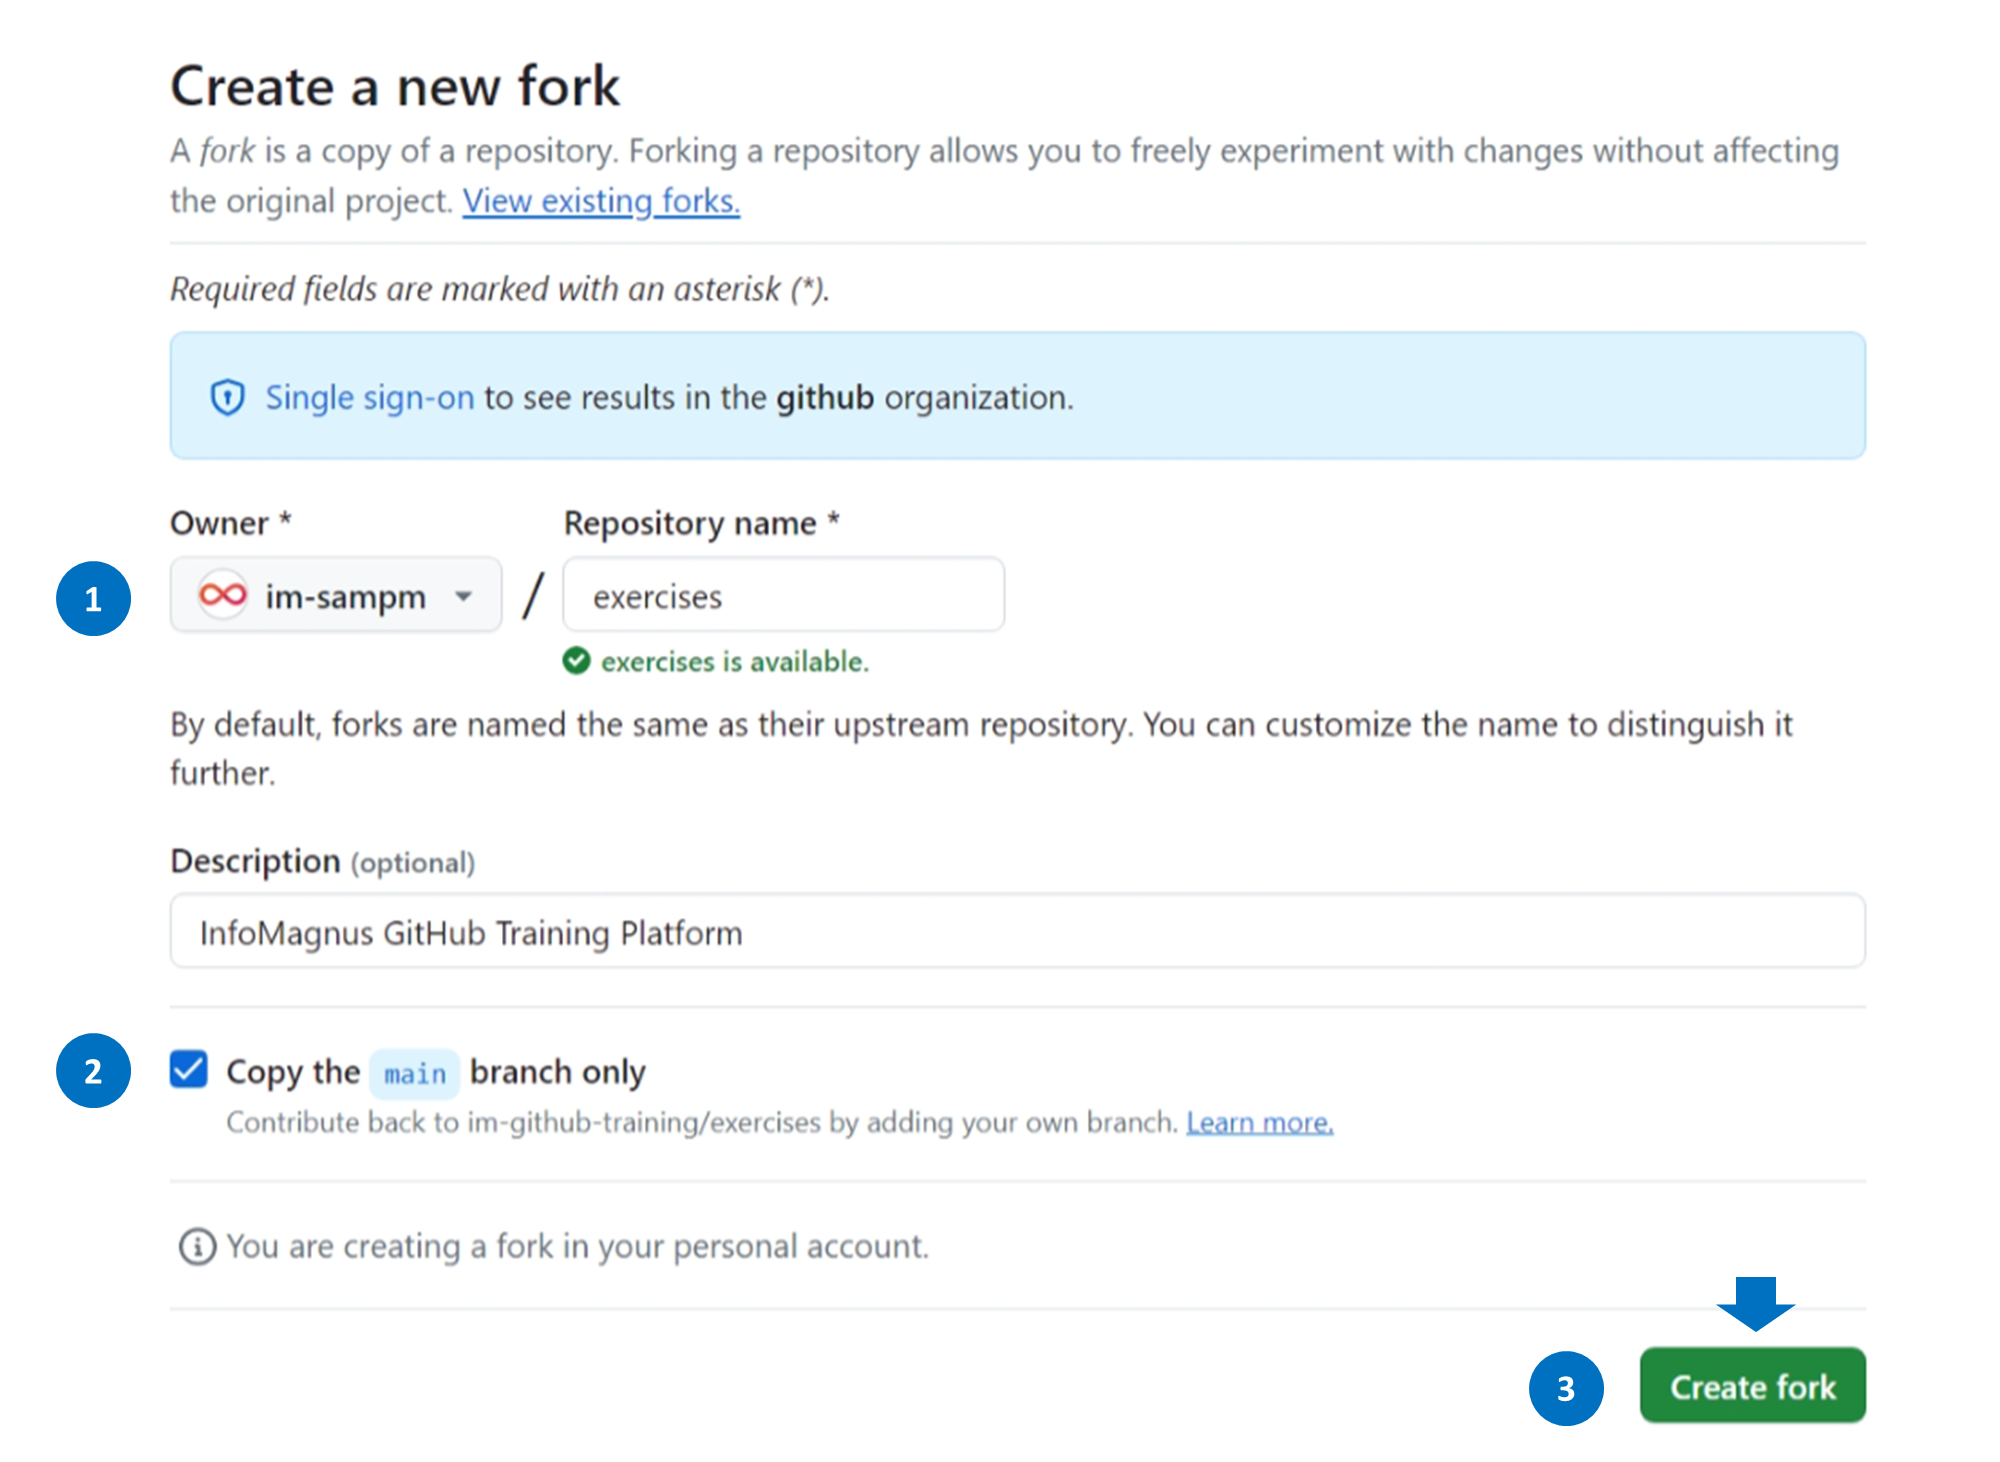 Create a new fork
A fork is a copy of a repository. Forking a repository allows you to freely experiment with changes without affecting
the original project. View existing forks.
Required fields are marked with an asterisk (*).
Single sign-on to see results in the github organization.
Owner * Repository name *
1 im-sampm / exercises
exercises is available.
By default, forks are named the same as their upstream repository. You can customize the name to distinguish it
further.
Description (optional)
InfoMagnus GitHub Training Platform
2 Copy the main branch only
Contribute back to im-github-training/exercises by adding your own branch. Learn more.
You are creating a fork in your personal account.
3 Create fork